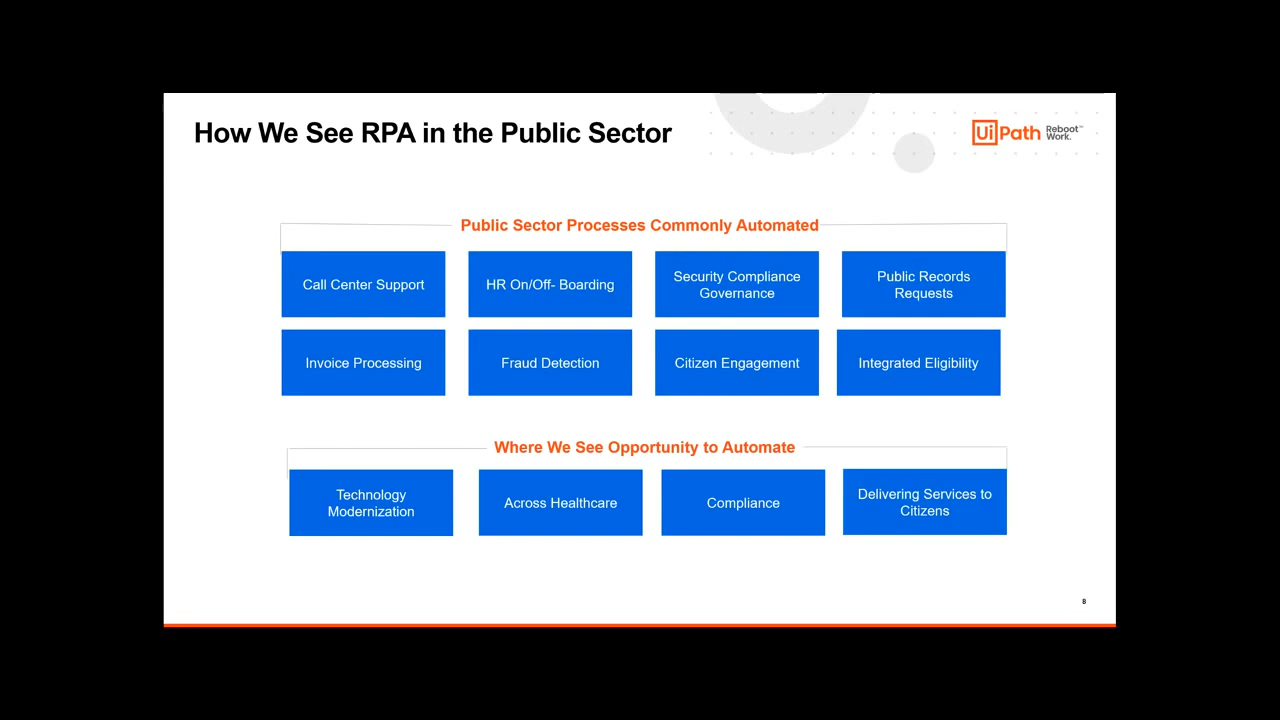 How We See RPA in the Public Sector
UiPath Reboot Work.™
Public Sector Processes Commonly Automated
Call Center Support
HR On/Off- Boarding
Security Compliance
Governance
Public Records
Requests
Invoice Processing
Fraud Detection
Citizen Engagement
Integrated Eligibility
Where We See Opportunity to Automate
Technology
Modernization
Across Healthcare
Compliance
Delivering Services to
Citizens
8